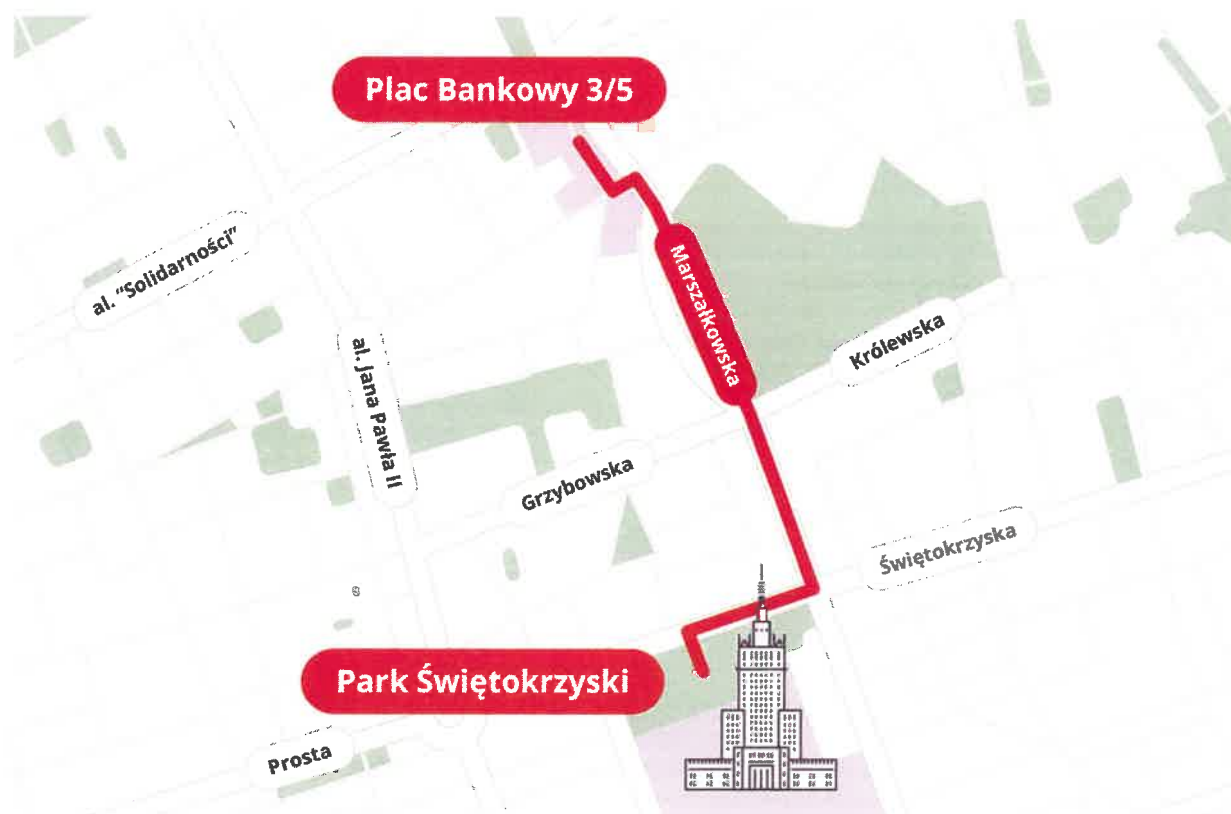 Plac Bankowy 3/5
al. "Solidarności"
Marszałkowska
Królewska
al. Jana Pawła II
Grzybowska
Świętokrzyska
Park Świętokrzyski
Prosta